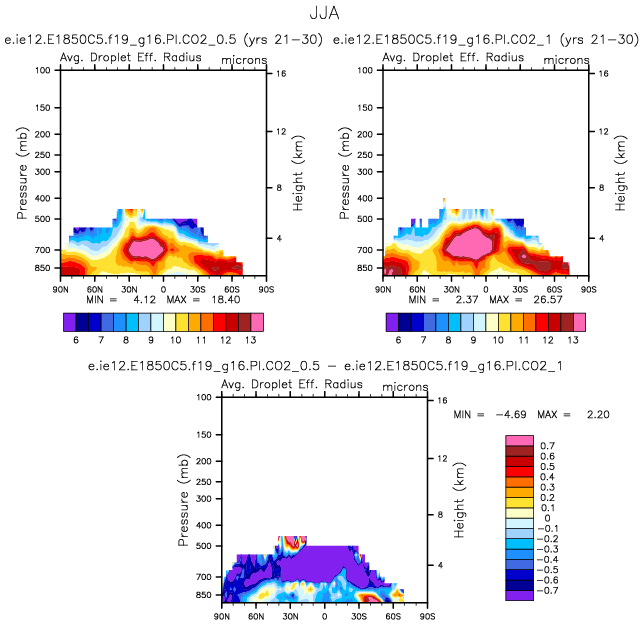 JJA
e.ie12.E1850C5.f19_g16.PI.CO2_0.5 (yrs 21-30)
e.ie12.E1850C5.f19_g16.PI.CO2_1 (yrs 21-30)
Avg. Droplet Eff. Radius microns
Avg. Droplet Eff. Radius microns
100
150
200
250
300
400
500
700
850
Pressure (mb)
16
12
8
4
Height (km)
90N 60N 30N 0 30S 60S 90S
MIN = 4.12 MAX = 18.40
6 7 8 9 10 11 12 13
100
150
200
250
300
400
500
700
850
Pressure (mb)
16
12
8
4
Height (km)
90N 60N 30N 0 30S 60S 90S
MIN = 2.37 MAX = 26.57
6 7 8 9 10 11 12 13
e.ie12.E1850C5.f19_g16.PI.CO2_0.5 - e.ie12.E1850C5.f19_g16.PI.CO2_1
Avg. Droplet Eff. Radius microns
MIN = -4.69 MAX = 2.20
100
150
200
250
300
400
500
700
850
Pressure (mb)
16
12
8
4
Height (km)
90N 60N 30N 0 30S 60S 90S
0.7
0.6
0.5
0.4
0.3
0.2
0.1
0
-0.1
-0.2
-0.3
-0.4
-0.5
-0.6
-0.7